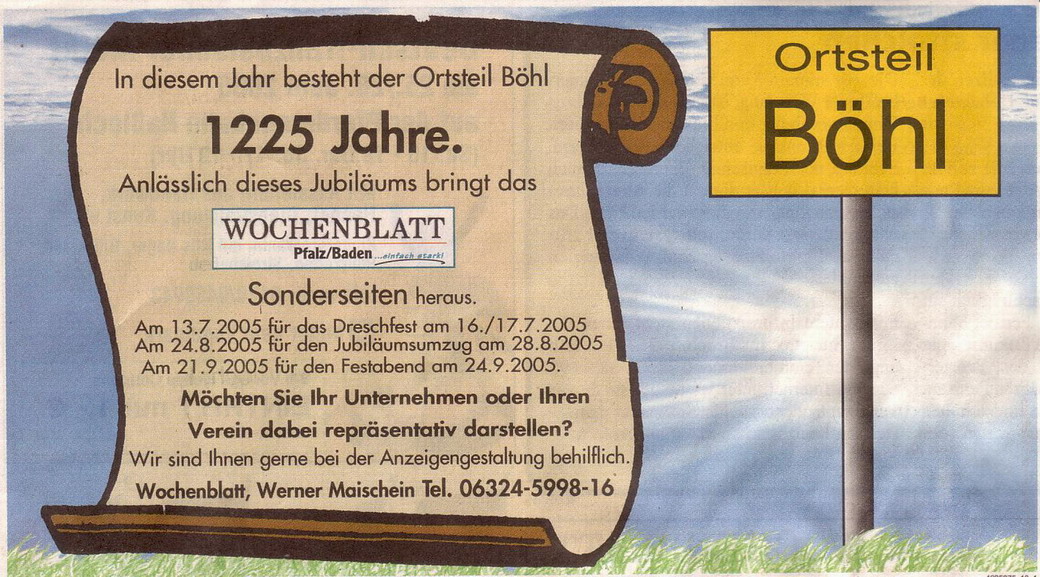 In diesem Jahr besteht der Ortsteil Böhl
1225 Jahre.
Anlässlich dieses Jubiläums bringt das
WOCHENBLATT
Pfalz/Baden ...einfach stark!
Sonderseiten heraus.
Am 13.7.2005 für das Dreschfest am 16./17.7.2005
Am 24.8.2005 für den Jubiläumsumzug am 28.8.2005
Am 21.9.2005 für den Festabend am 24.9.2005.
Möchten Sie Ihr Unternehmen oder Ihren
Verein dabei repräsentativ darstellen?
Wir sind Ihnen gerne bei der Anzeigengestaltung behilflich.
Wochenblatt, Werner Maischein Tel. 06324-5998-16
Ortsteil
Böhl